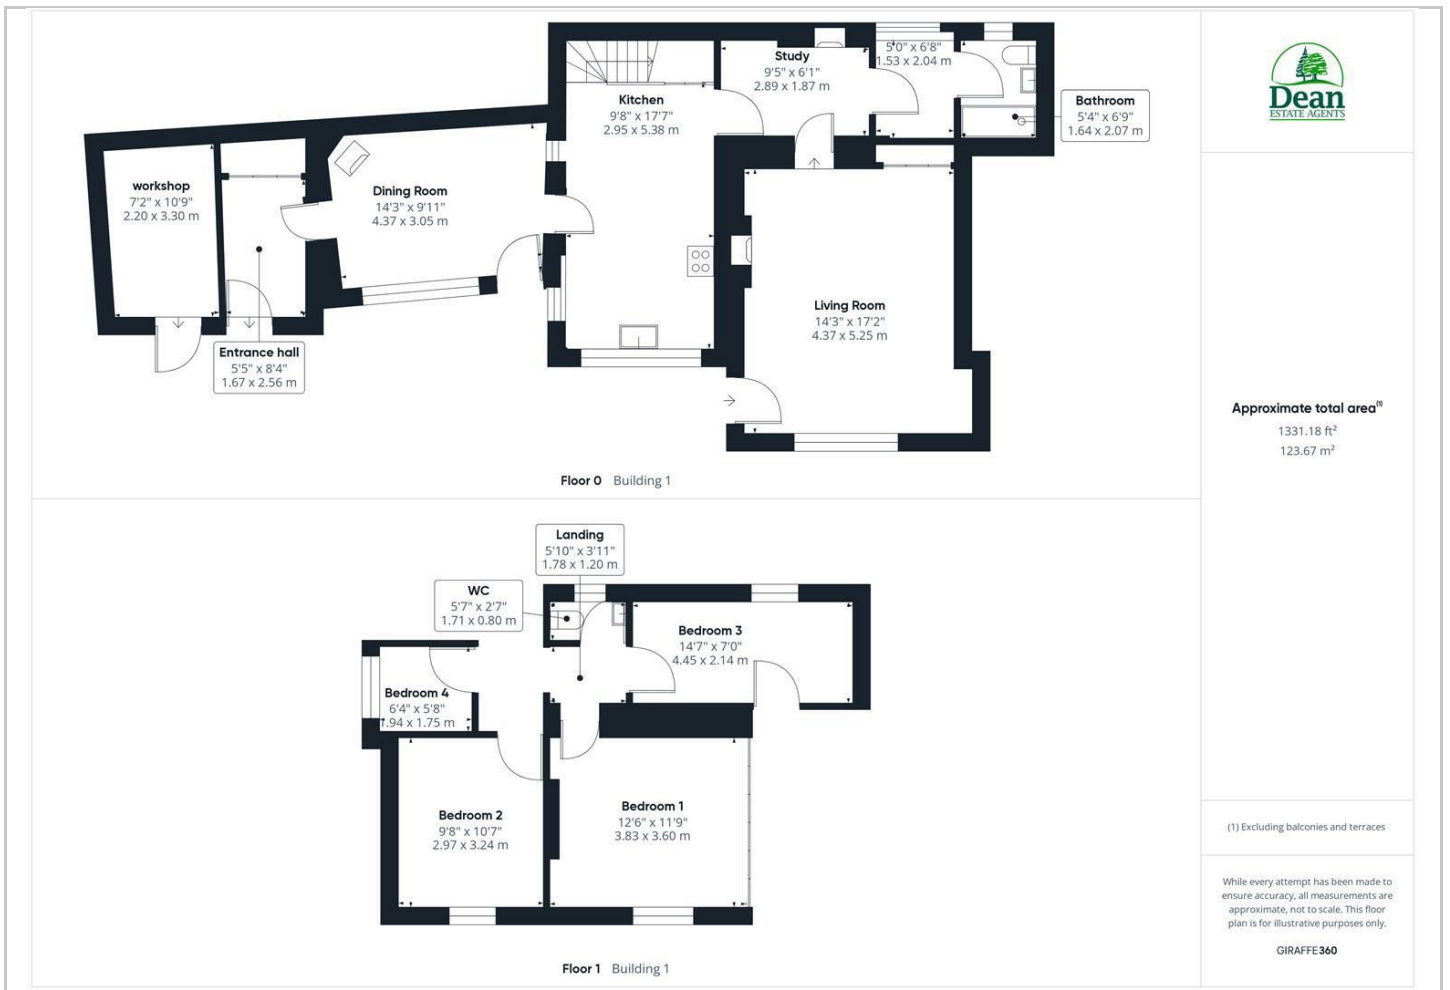 Study
9'5" x 6'1"
2.89 x 1.87 m
5'0" x 6'8"
1.53 x 2.04 m
Kitchen
9'8" x 17'7"
2.95 x 5.38 m
Bathroom
5'4" x 6'9"
1.64 x 2.07 m
workshop
7'2" x 10'9"
2.20 x 3.30 m
Dining Room
14'3" x 9'11"
4.37 x 3.05 m
Living Room
14'3" x 17'2"
4.37 x 5.25 m
Entrance hall
5'5" x 8'4"
1.67 x 2.56 m
Floor 0 Building 1
Landing
5'10" x 3'11"
1.78 x 1.20 m
WC
5'7" x 2'7"
1.71 x 0.80 m
Bedroom 3
14'7" x 7'0"
4.45 x 2.14 m
Bedroom 4
6'4" x 5'8"
1.94 x 1.75 m
Bedroom 2
9'8" x 10'7"
2.97 x 3.24 m
Bedroom 1
12'6" x 11'9"
3.83 x 3.60 m
Floor 1 Building 1
Dean
ESTATE AGENTS
Approximate total area(1)
1331.18 ft²
123.67 m²
(1) Excluding balconies and terraces
While every attempt has been made to
ensure accuracy, all measurements are
approximate, not to scale. This floor
plan is for illustrative purposes only.
GIRAFFE360